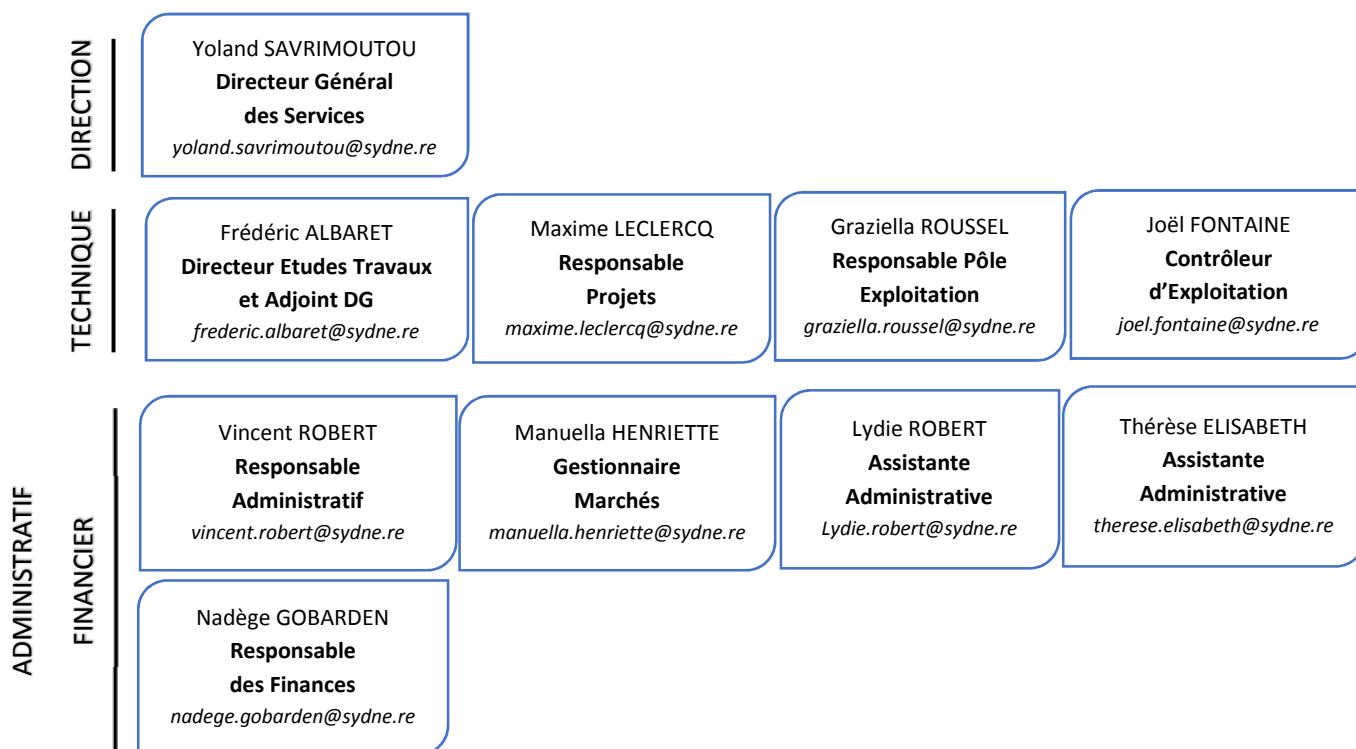 DIRECTION
Yoland SAVRIMOUTOU
Directeur Général
des Services
yoland.savrimoutou@sydne.re
TECHNIQUE
Frédéric ALBARET
Directeur Etudes Travaux
et Adjoint DG
frederic.albaret@sydne.re
Maxime LECLERCQ
Responsable
Projets
maxime.leclercq@sydne.re
Graziella ROUSSEL
Responsable Pôle
Exploitation
graziella.roussel@sydne.re
Joël FONTAINE
Contrôleur
d’Exploitation
joel.fontaine@sydne.re
ADMINISTRATIF
FINANCIER
Vincent ROBERT
Responsable
Administratif
vincent.robert@sydne.re
Manuella HENRIETTE
Gestionnaire
Marchés
manuella.henriette@sydne.re
Lydie ROBERT
Assistante
Administrative
Lydie.robert@sydne.re
Thérèse ELISABETH
Assistante
Administrative
therese.elisabeth@sydne.re
Nadège GOBARDEN
Responsable
des Finances
nadege.gobarden@sydne.re